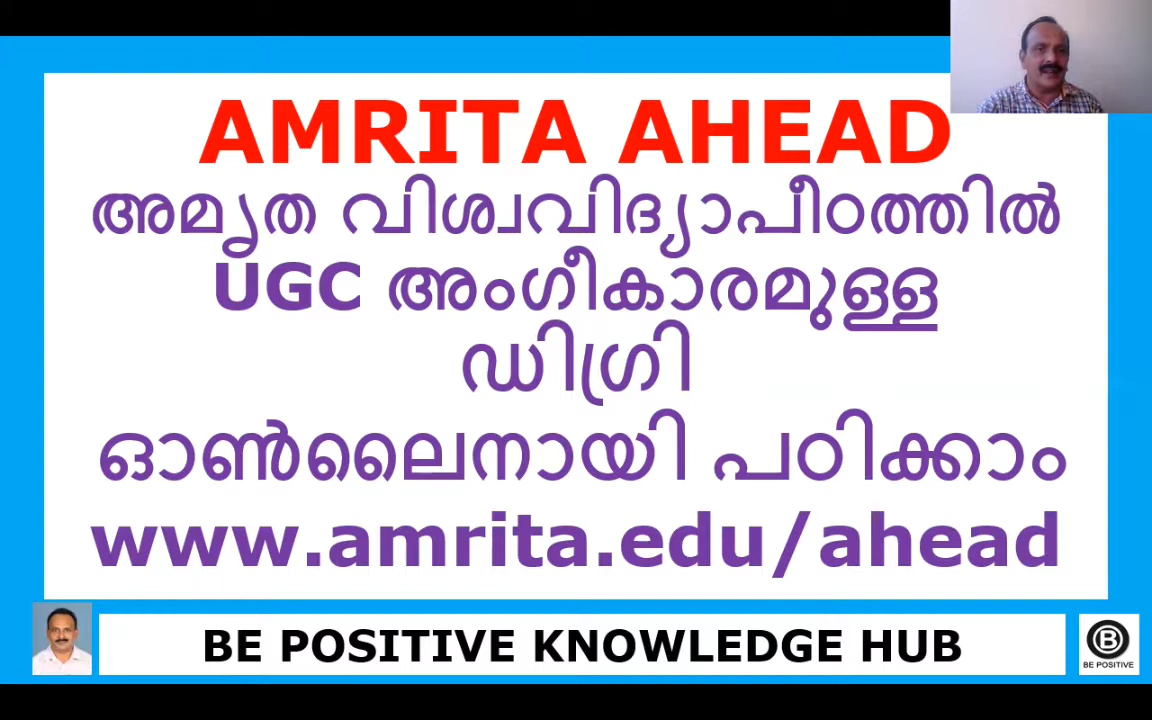 AMRITA AHEAD
അമൃത വിശ്വവിദ്യാപീഠത്തിൽ
UGC അംഗീകാരമുള്ള
ഡിഗ്രി
ഓൺലൈനായി പഠിക്കാം
www.amrita.edu/ahead
BE POSITIVE KNOWLEDGE HUB
B
BE POSITIVE